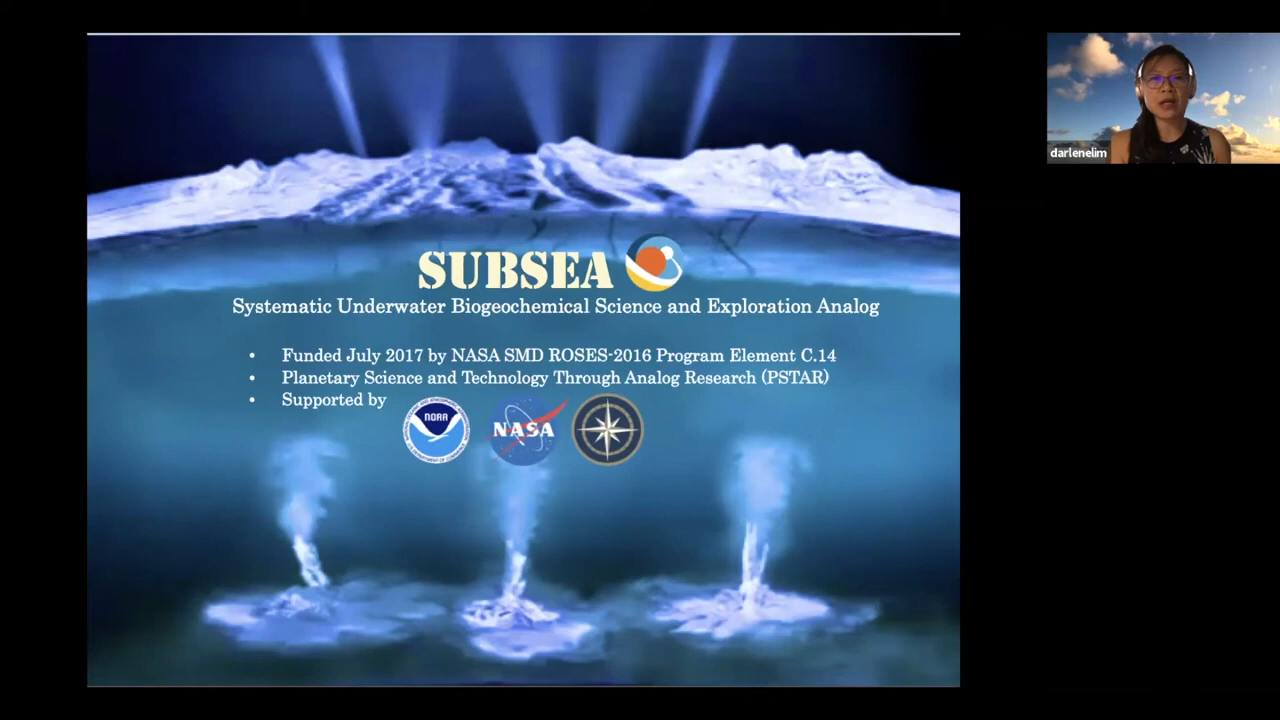 SUBSEA
Systematic Underwater Biogeochemical Science and Exploration Analog
• Funded July 2017 by NASA SMD ROSES-2016 Program Element C.14
• Planetary Science and Technology Through Analog Research (PSTAR)
• Supported by
NOAA
NASA
darlenelim